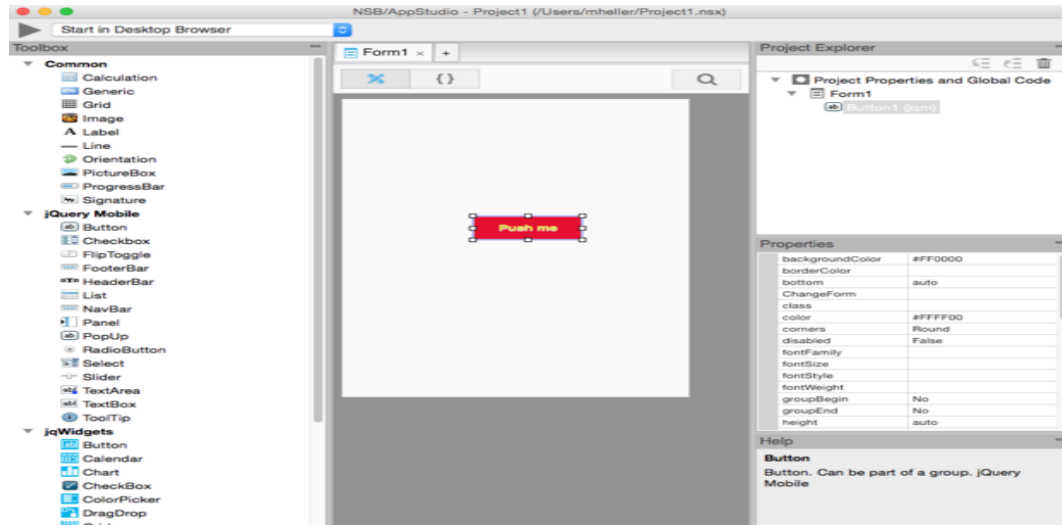 NSB/AppStudio - Project1 (/Users/mheller/Project1.nsx)
Start in Desktop Browser
Toolbox
Common
Calculation
Generic
Grid
Image
A Label
Line
Orientation
PictureBox
ProgressBar
Signature
jQuery Mobile
ab Button
Checkbox
FlipToggle
FooterBar
HeaderBar
List
NavBar
Panel
ab PopUp
RadioButton
Select
Slider
TextArea
TextBox
ToolTip
jqWidgets
Button
Calendar
Chart
CheckBox
ColorPicker
DragDrop
Form1 × +
{}
Push me
Project Explorer
Project Properties and Global Code
Form1
ab Button1 (jqm)
Properties
backgroundColor #FF0000
borderColor
bottom auto
ChangeForm
class
color #FFFF00
corners Round
disabled False
fontFamily
fontSize
fontStyle
fontWeight
groupBegin No
groupEnd No
height auto
Help
Button
Button. Can be part of a group. jQuery
Mobile